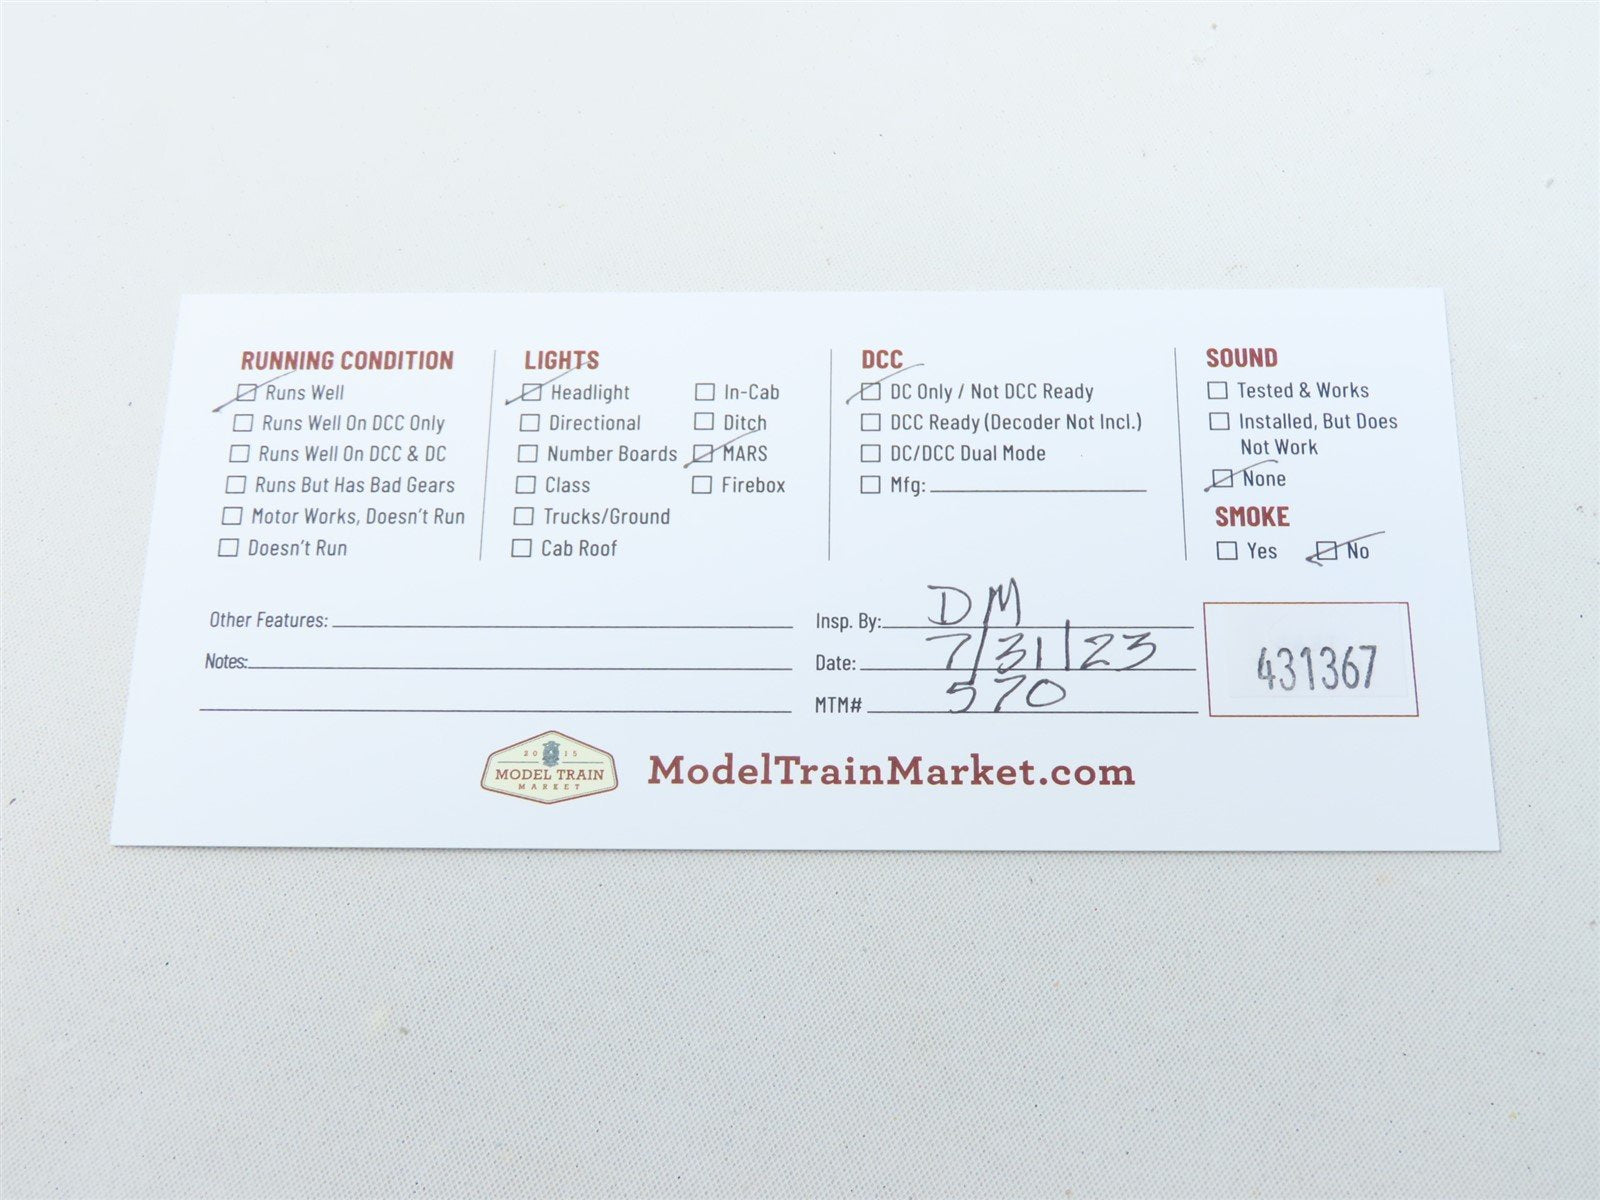 RUNNING CONDITION
Runs Well
Runs Well On DCC Only
Runs Well On DCC & DC
Runs But Has Bad Gears
Motor Works, Doesn't Run
Doesn't Run
LIGHTS
Headlight
Directional
Number Boards
Class
Trucks/Ground
Cab Roof
In-Cab
Ditch
MARS
Firebox
DCC
DC Only / Not DCC Ready
DCC Ready (Decoder Not Incl.)
DC/DCC Dual Mode
Mfg:
SOUND
Tested & Works
Installed, But Does
Not Work
None
SMOKE
Yes No
Other Features:
Notes:
Insp. By: DM
Date: 7/31/23
MTM# 570
431367
2015
MODEL TRAIN
MARKET
ModelTrainMarket.com